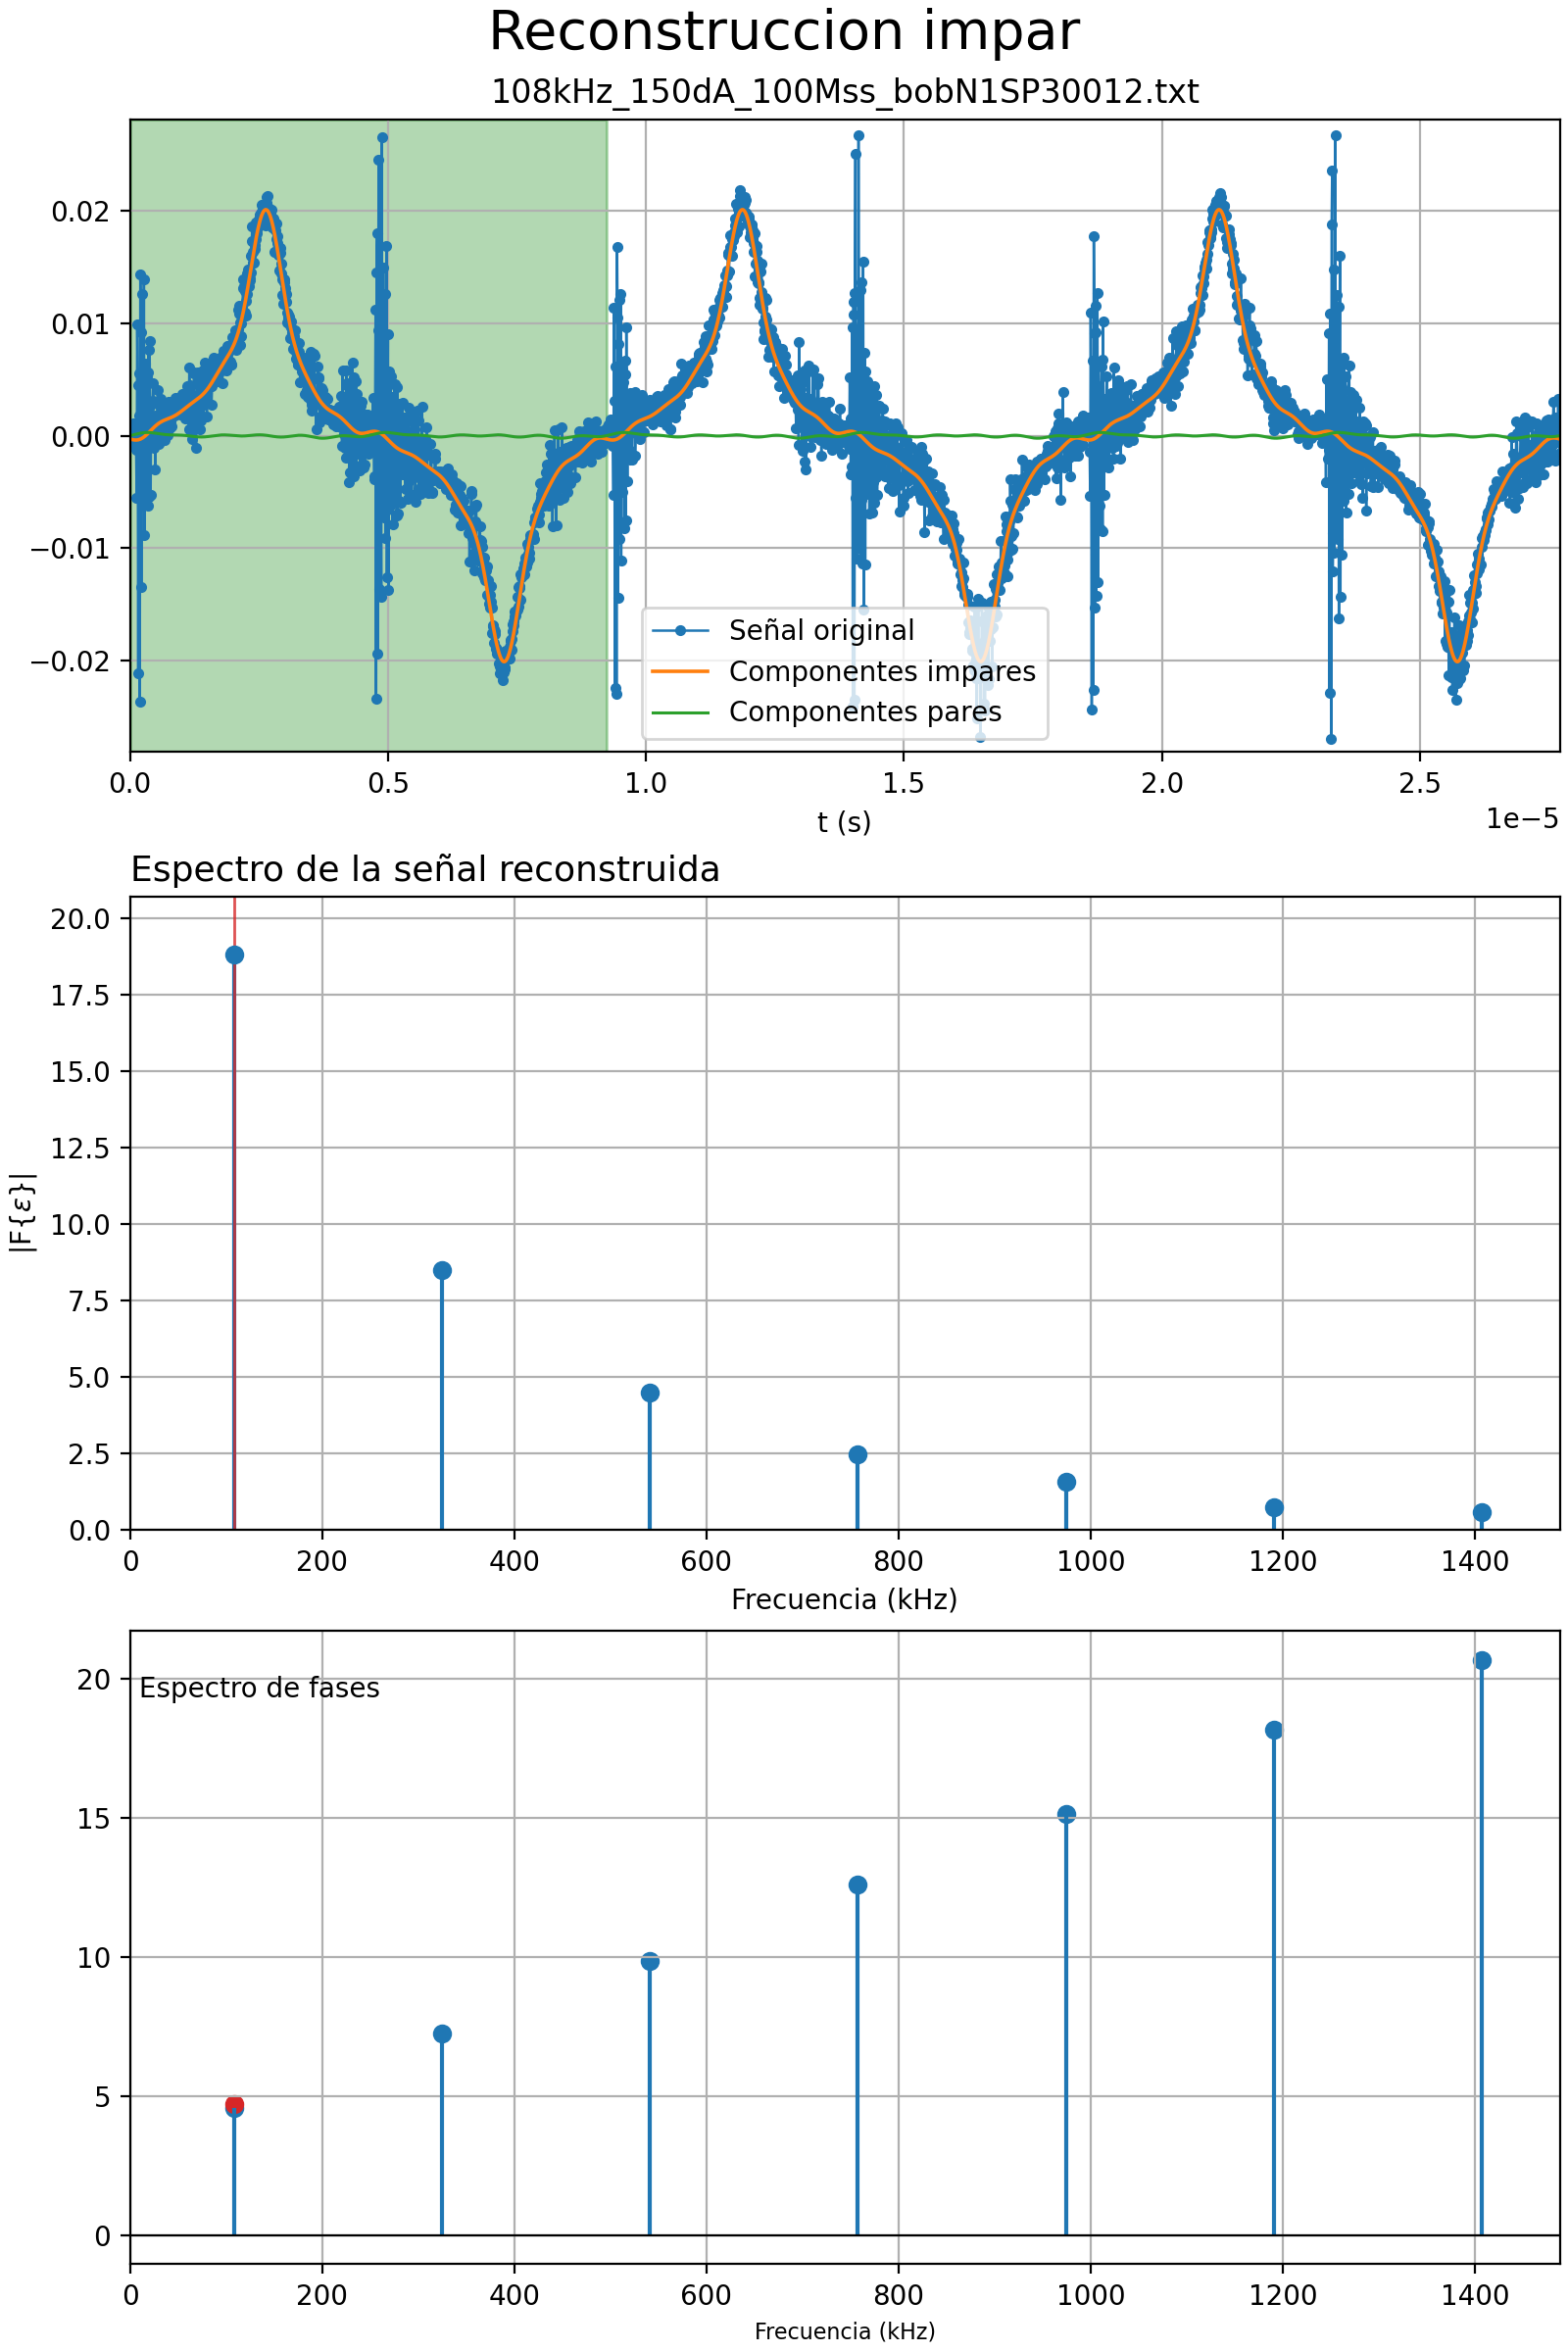 Reconstruccion impar
108kHz_150dA_100Mss_bobN1SP30012.txt
0.02
0.01
0.00
−0.01
−0.02
Señal original
Componentes impares
Componentes pares
0.0 0.5 1.0 1.5 2.0 2.5
1e−5
t (s)
Espectro de la señal reconstruida
20.0
17.5
15.0
12.5
10.0
7.5
5.0
2.5
0.0
|F{ε}|
0 200 400 600 800 1000 1200 1400
Frecuencia (kHz)
Espectro de fases
20
15
10
5
0
0 200 400 600 800 1000 1200 1400
Frecuencia (kHz)